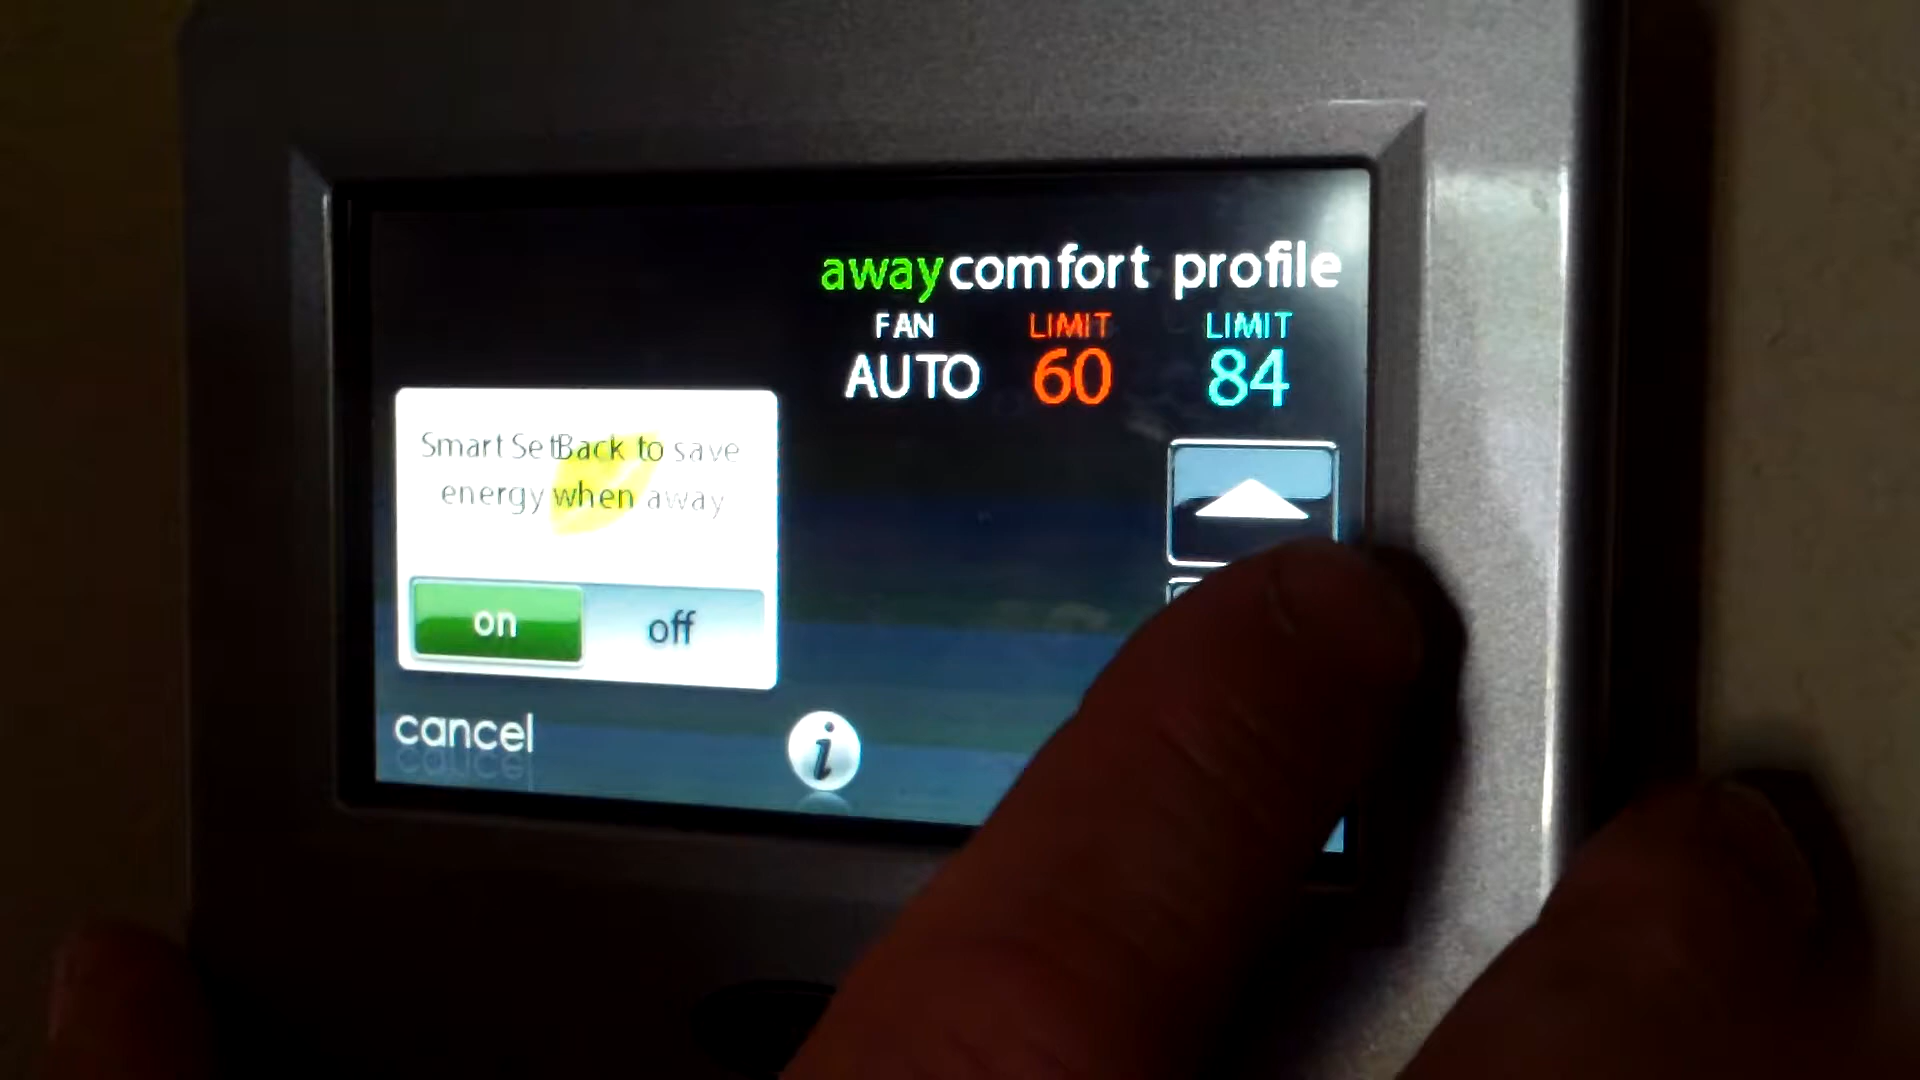 away comfort profile
FAN LIMIT LIMIT
AUTO 60 84
Smart SetBack to save
energy when away
on off
cancel
i